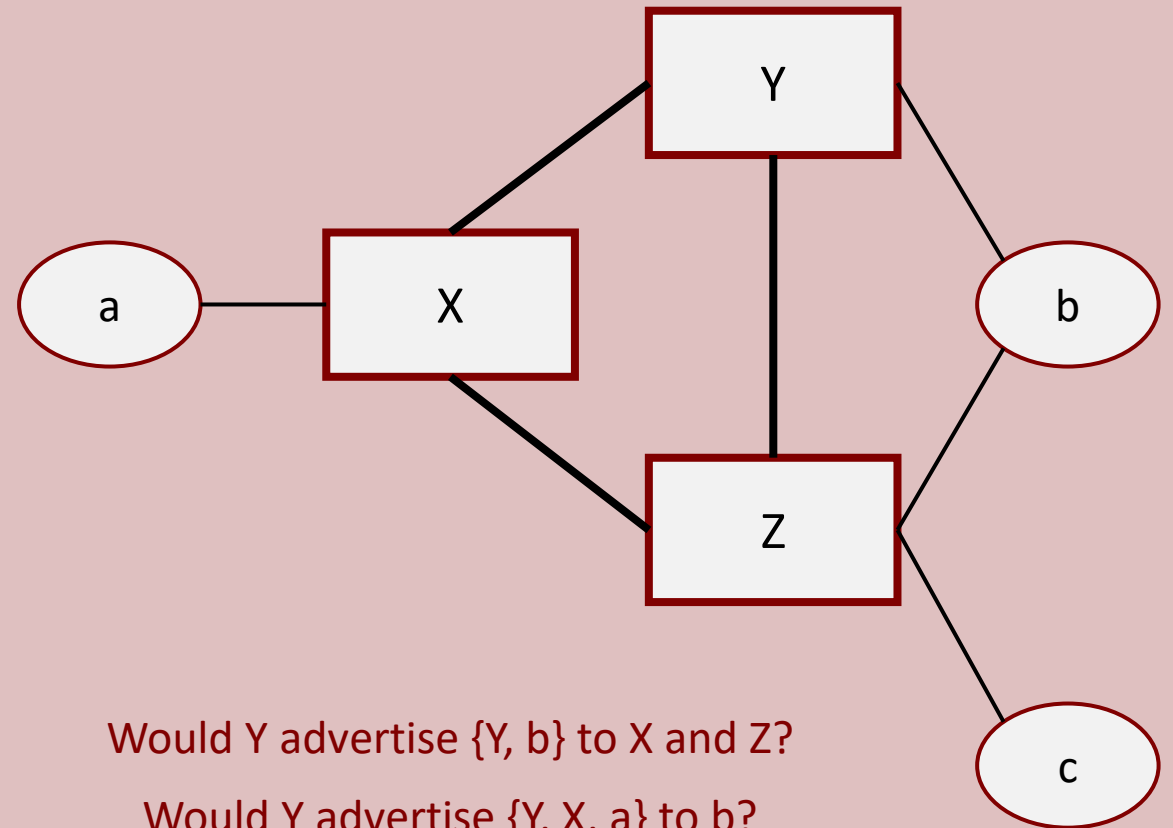 Y
a
X
b
Z
c
Would Y advertise {Y, b} to X and Z?
Would Y advertise {Y, X, a} to b?